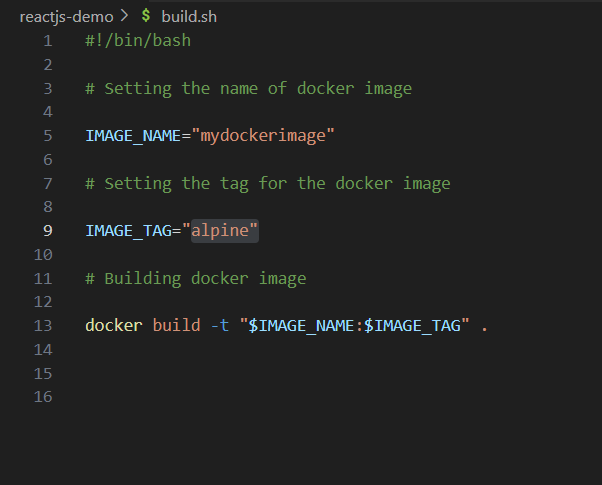 reactjs-demo > $ build.sh
1 #!/bin/bash
2
3 # Setting the name of docker image
4
5 IMAGE_NAME="mydockerimage"
6
7 # Setting the tag for the docker image
8
9 IMAGE_TAG="alpine"
10
11 # Building docker image
12
13 docker build -t "$IMAGE_NAME:$IMAGE_TAG" .
14
15
16